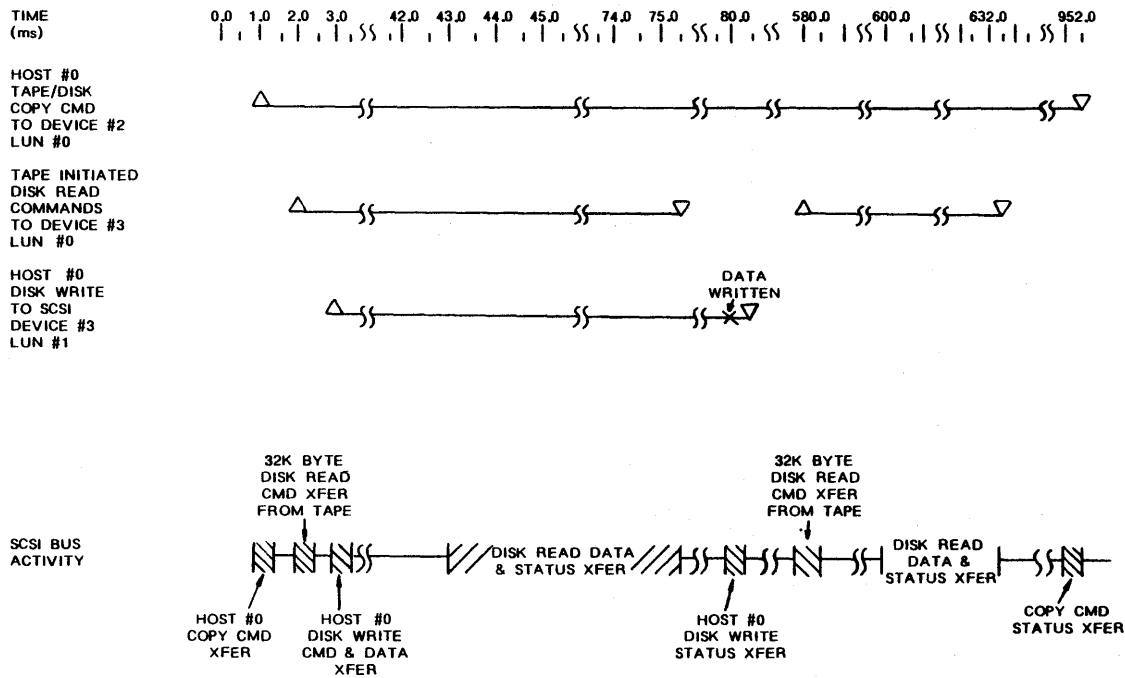 TIME
(ms)
0.0 1.0 2.0 3.0 42.0 43.0 44.0 45.0 74.0 75.0 80.0 580.0 600.0 632.0 952.0
HOST #0
TAPE/DISK
COPY CMD
TO DEVICE #2
LUN #0
TAPE INITIATED
DISK READ
COMMANDS
TO DEVICE #3
LUN #0
HOST #0
DISK WRITE
TO SCSI
DEVICE #3
LUN #1
DATA
WRITTEN
32K BYTE
DISK READ
CMD XFER
FROM TAPE
32K BYTE
DISK READ
CMD XFER
FROM TAPE
SCSI BUS
ACTIVITY
DISK READ DATA
& STATUS XFER
DISK READ
DATA &
STATUS XFER
HOST #0
COPY CMD
XFER
HOST #0
DISK WRITE
CMD & DATA
XFER
HOST #0
DISK WRITE
STATUS XFER
COPY CMD
STATUS XFER